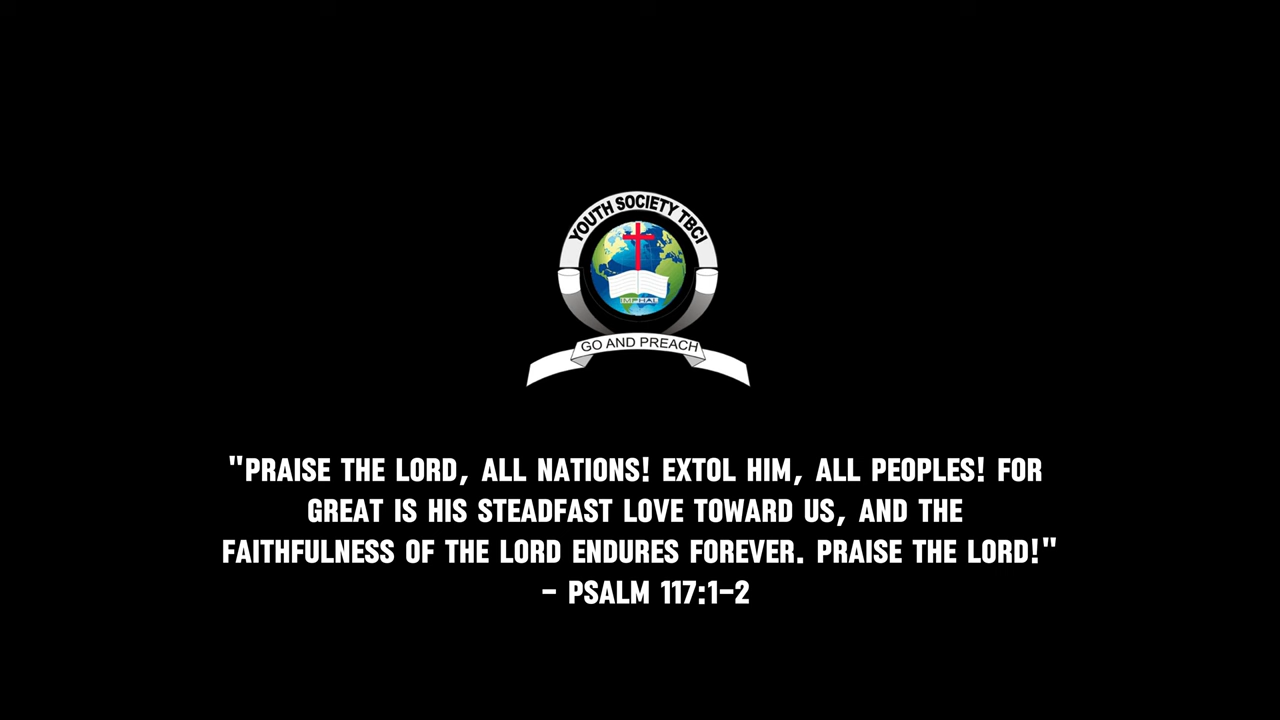 YOUTH SOCIETY TBCI
IMPHAL
GO AND PREACH
"PRAISE THE LORD, ALL NATIONS! EXTOL HIM, ALL PEOPLES! FOR
GREAT IS HIS STEADFAST LOVE TOWARD US, AND THE
FAITHFULNESS OF THE LORD ENDURES FOREVER. PRAISE THE LORD!"
- PSALM 117:1-2